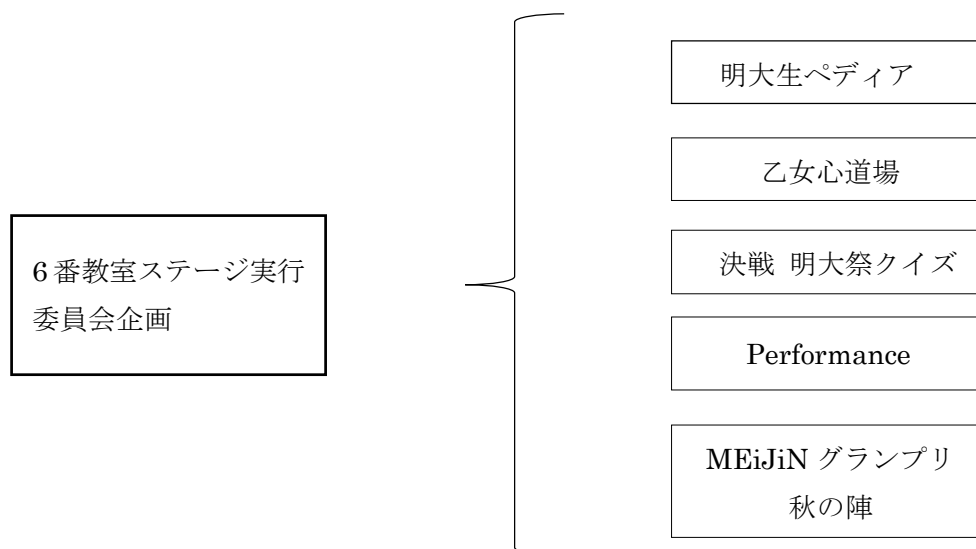 6番教室ステージ実行
委員会企画
明大生ペディア
乙女心道場
決戦 明大祭クイズ
Performance
MEiJiN グランプリ
秋の陣